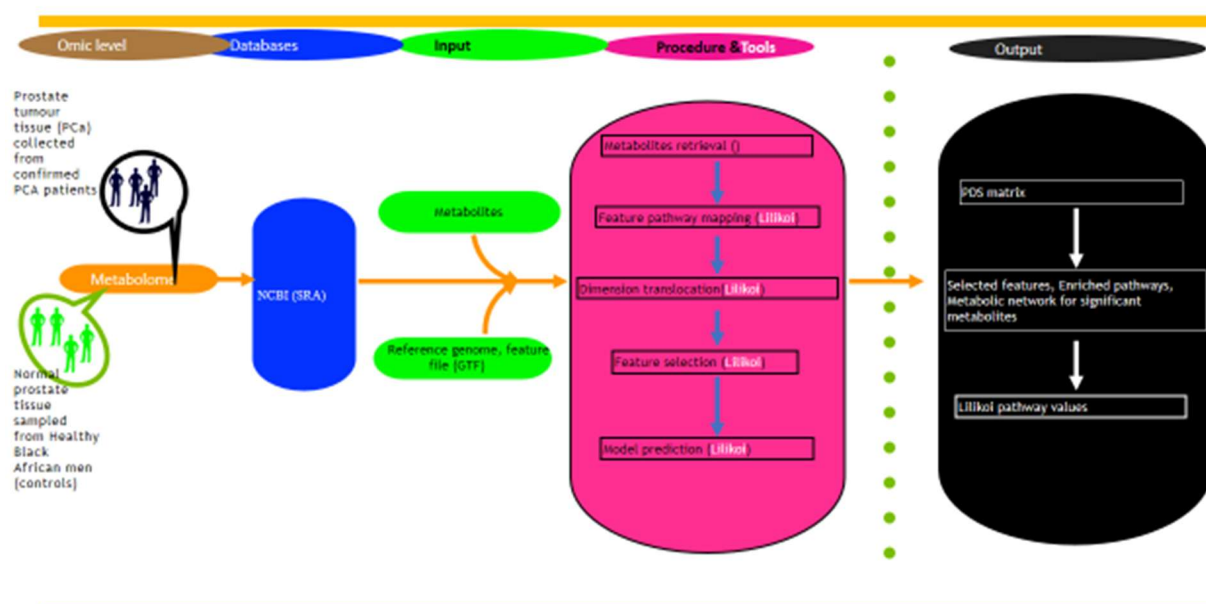 Omic level
Databases
Input
Procedure &Tools
Output
Prostate
tumour
tissue (PCa)
collected
from
confirmed
PCA patients
Metabolome
Normal
prostate
tissue
sampled
from Healthy
Black
African men
(controls)
NCBI (SRA)
Metabolites
Reference genome, feature
file (GTF)
Metabolites retrieval ()
Feature pathway mapping (Lilikoi)
Dimension translocation(Lilikoi)
Feature selection (Lilikoi)
Model prediction (Lilikoi)
PDS matrix
Selected features, Enriched pathways,
Metabolic network for significant
metabolites
Lilikoi pathway values